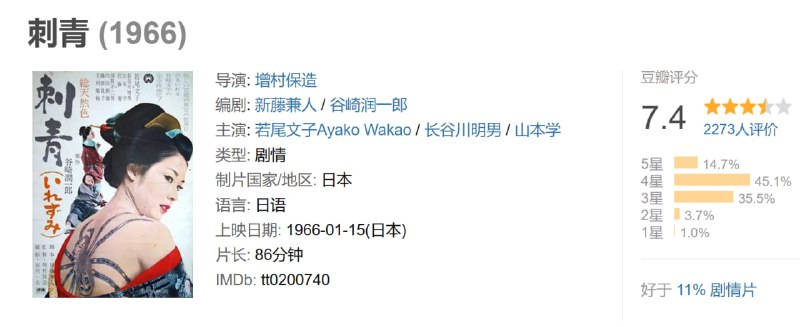 刺青 (1966)
総天然色
刺青
原作 谷崎潤一郎
(いれずみ)
导演: 增村保造
编剧: 新藤兼人 / 谷崎润一郎
主演: 若尾文子Ayako Wakao / 长谷川明男 / 山本学
类型: 剧情
制片国家/地区: 日本
语言: 日语
上映日期: 1966-01-15(日本)
片长: 86分钟
IMDb: tt0200740
豆瓣评分
7.4
2273人评价
5星 14.7%
4星 45.1%
3星 35.5%
2星 3.7%
1星 1.0%
好于 11% 剧情片